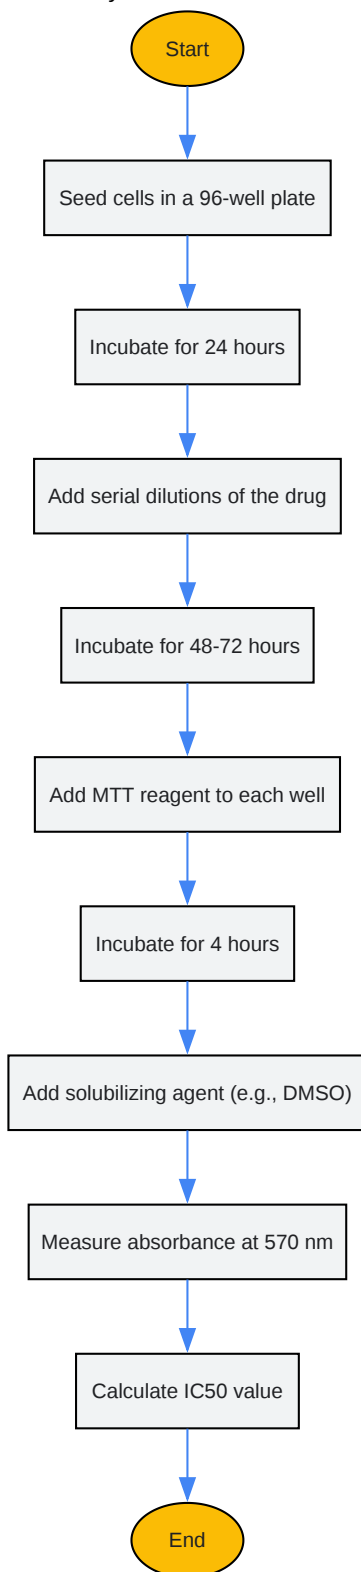 Start
Seed cells in a 96-well plate
Incubate for 24 hours
Add serial dilutions of the drug
Incubate for 48-72 hours
Add MTT reagent to each well
Incubate for 4 hours
Add solubilizing agent (e.g., DMSO)
Measure absorbance at 570 nm
Calculate IC50 value
End